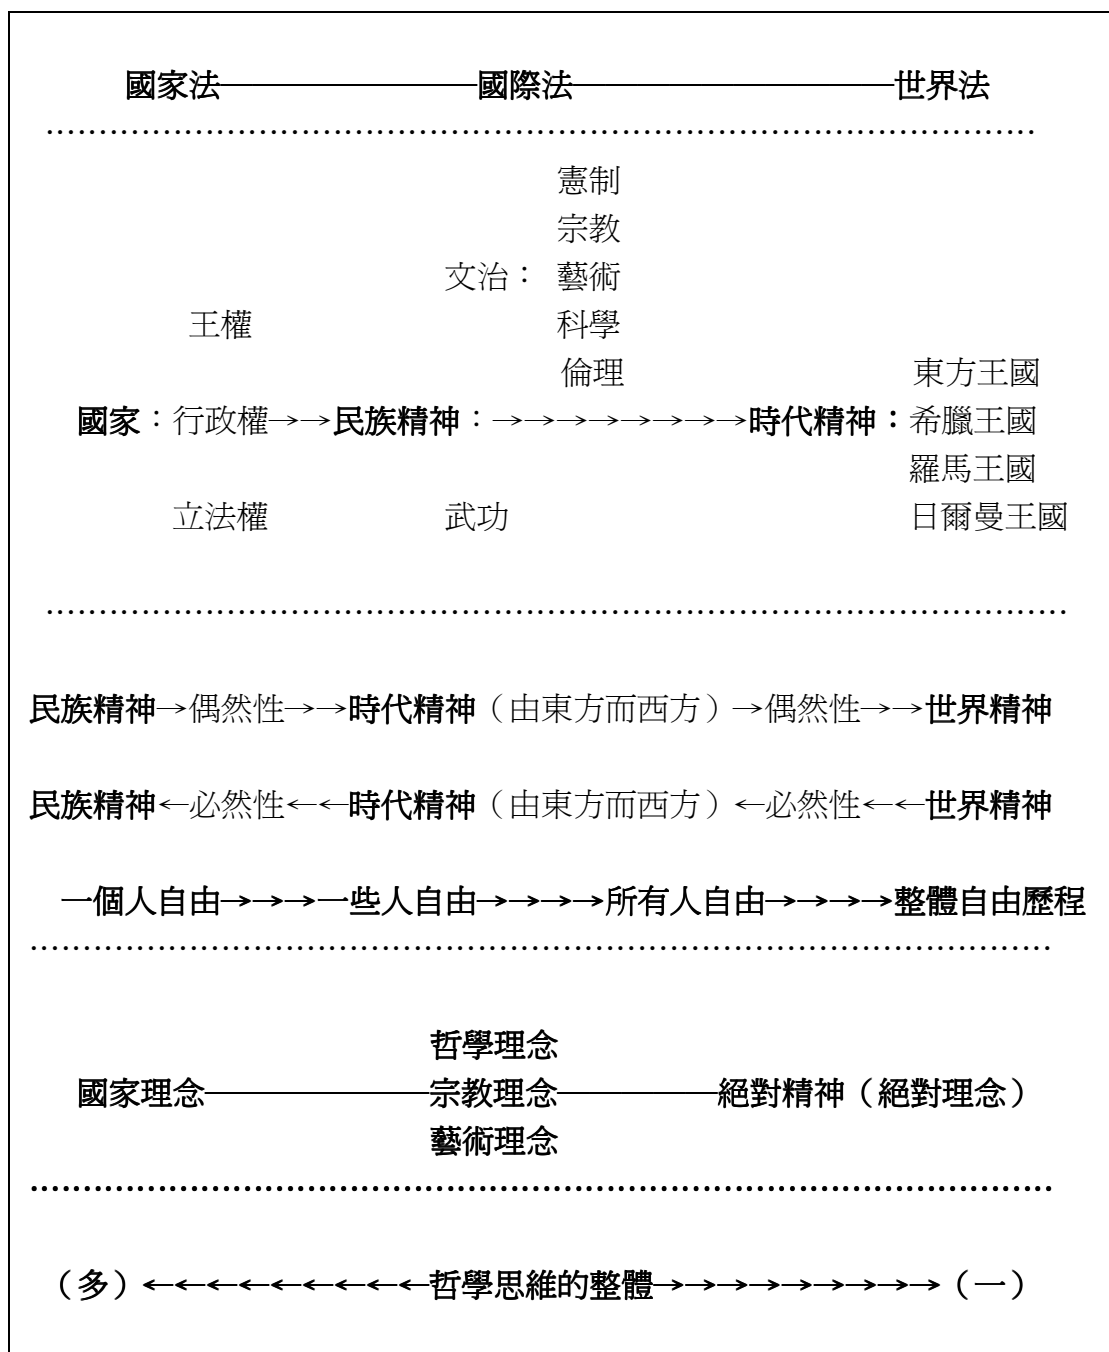 國家法————————國際法——————————世界法
………………………………………………………………………………
憲制
宗教
文治： 藝術
王權 科學
倫理 東方王國
國家：行政權→→民族精神：→→→→→→→→時代精神：希臘王國
羅馬王國
立法權 武功 日爾曼王國
………………………………………………………………………………
民族精神→偶然性→→時代精神（由東方而西方）→偶然性→→世界精神
民族精神←必然性←←時代精神（由東方而西方）←必然性←←世界精神
一個人自由→→→一些人自由→→→→所有人自由→→→→整體自由歷程
………………………………………………………………………………
哲學理念
國家理念———————宗教理念—————絕對精神（絕對理念）
藝術理念
………………………………………………………………………………
（多）←←←←←←←←←哲學思維的整體→→→→→→→→→（一）